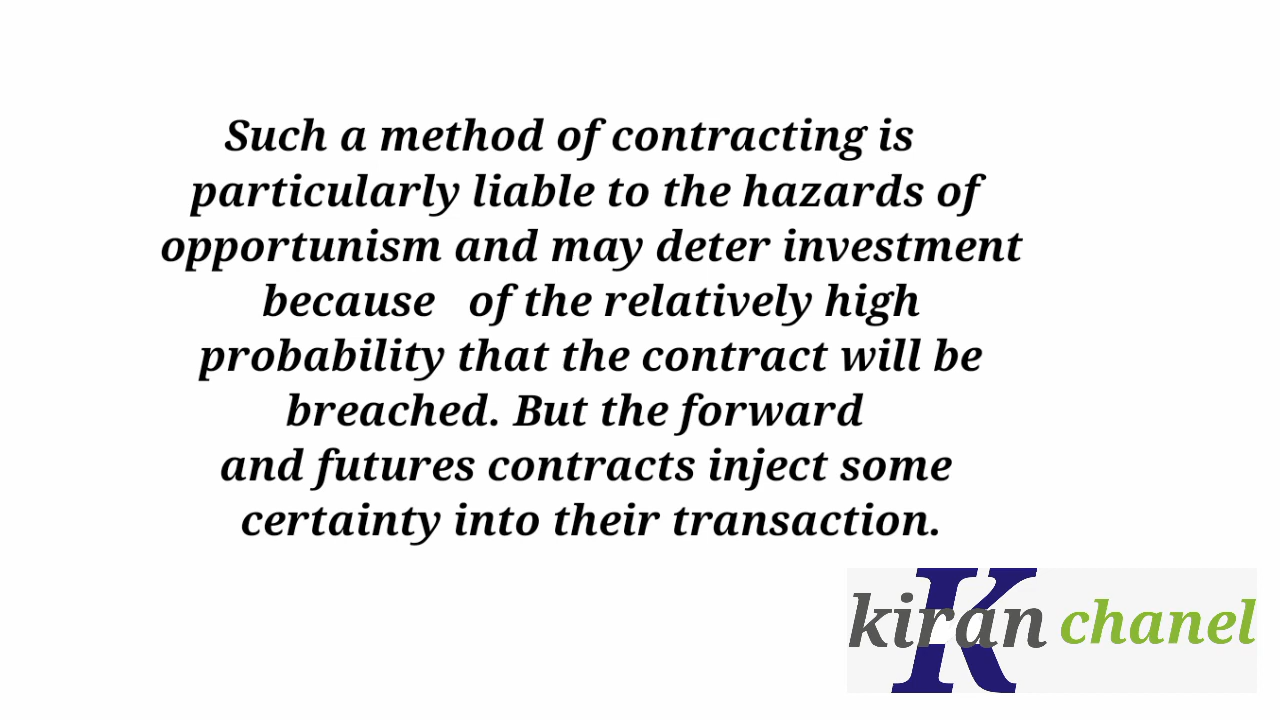 Such a method of contracting is
particularly liable to the hazards of
opportunism and may deter investment
because of the relatively high
probability that the contract will be
breached. But the forward
and futures contracts inject some
certainty into their transaction.
K
kiran chanel